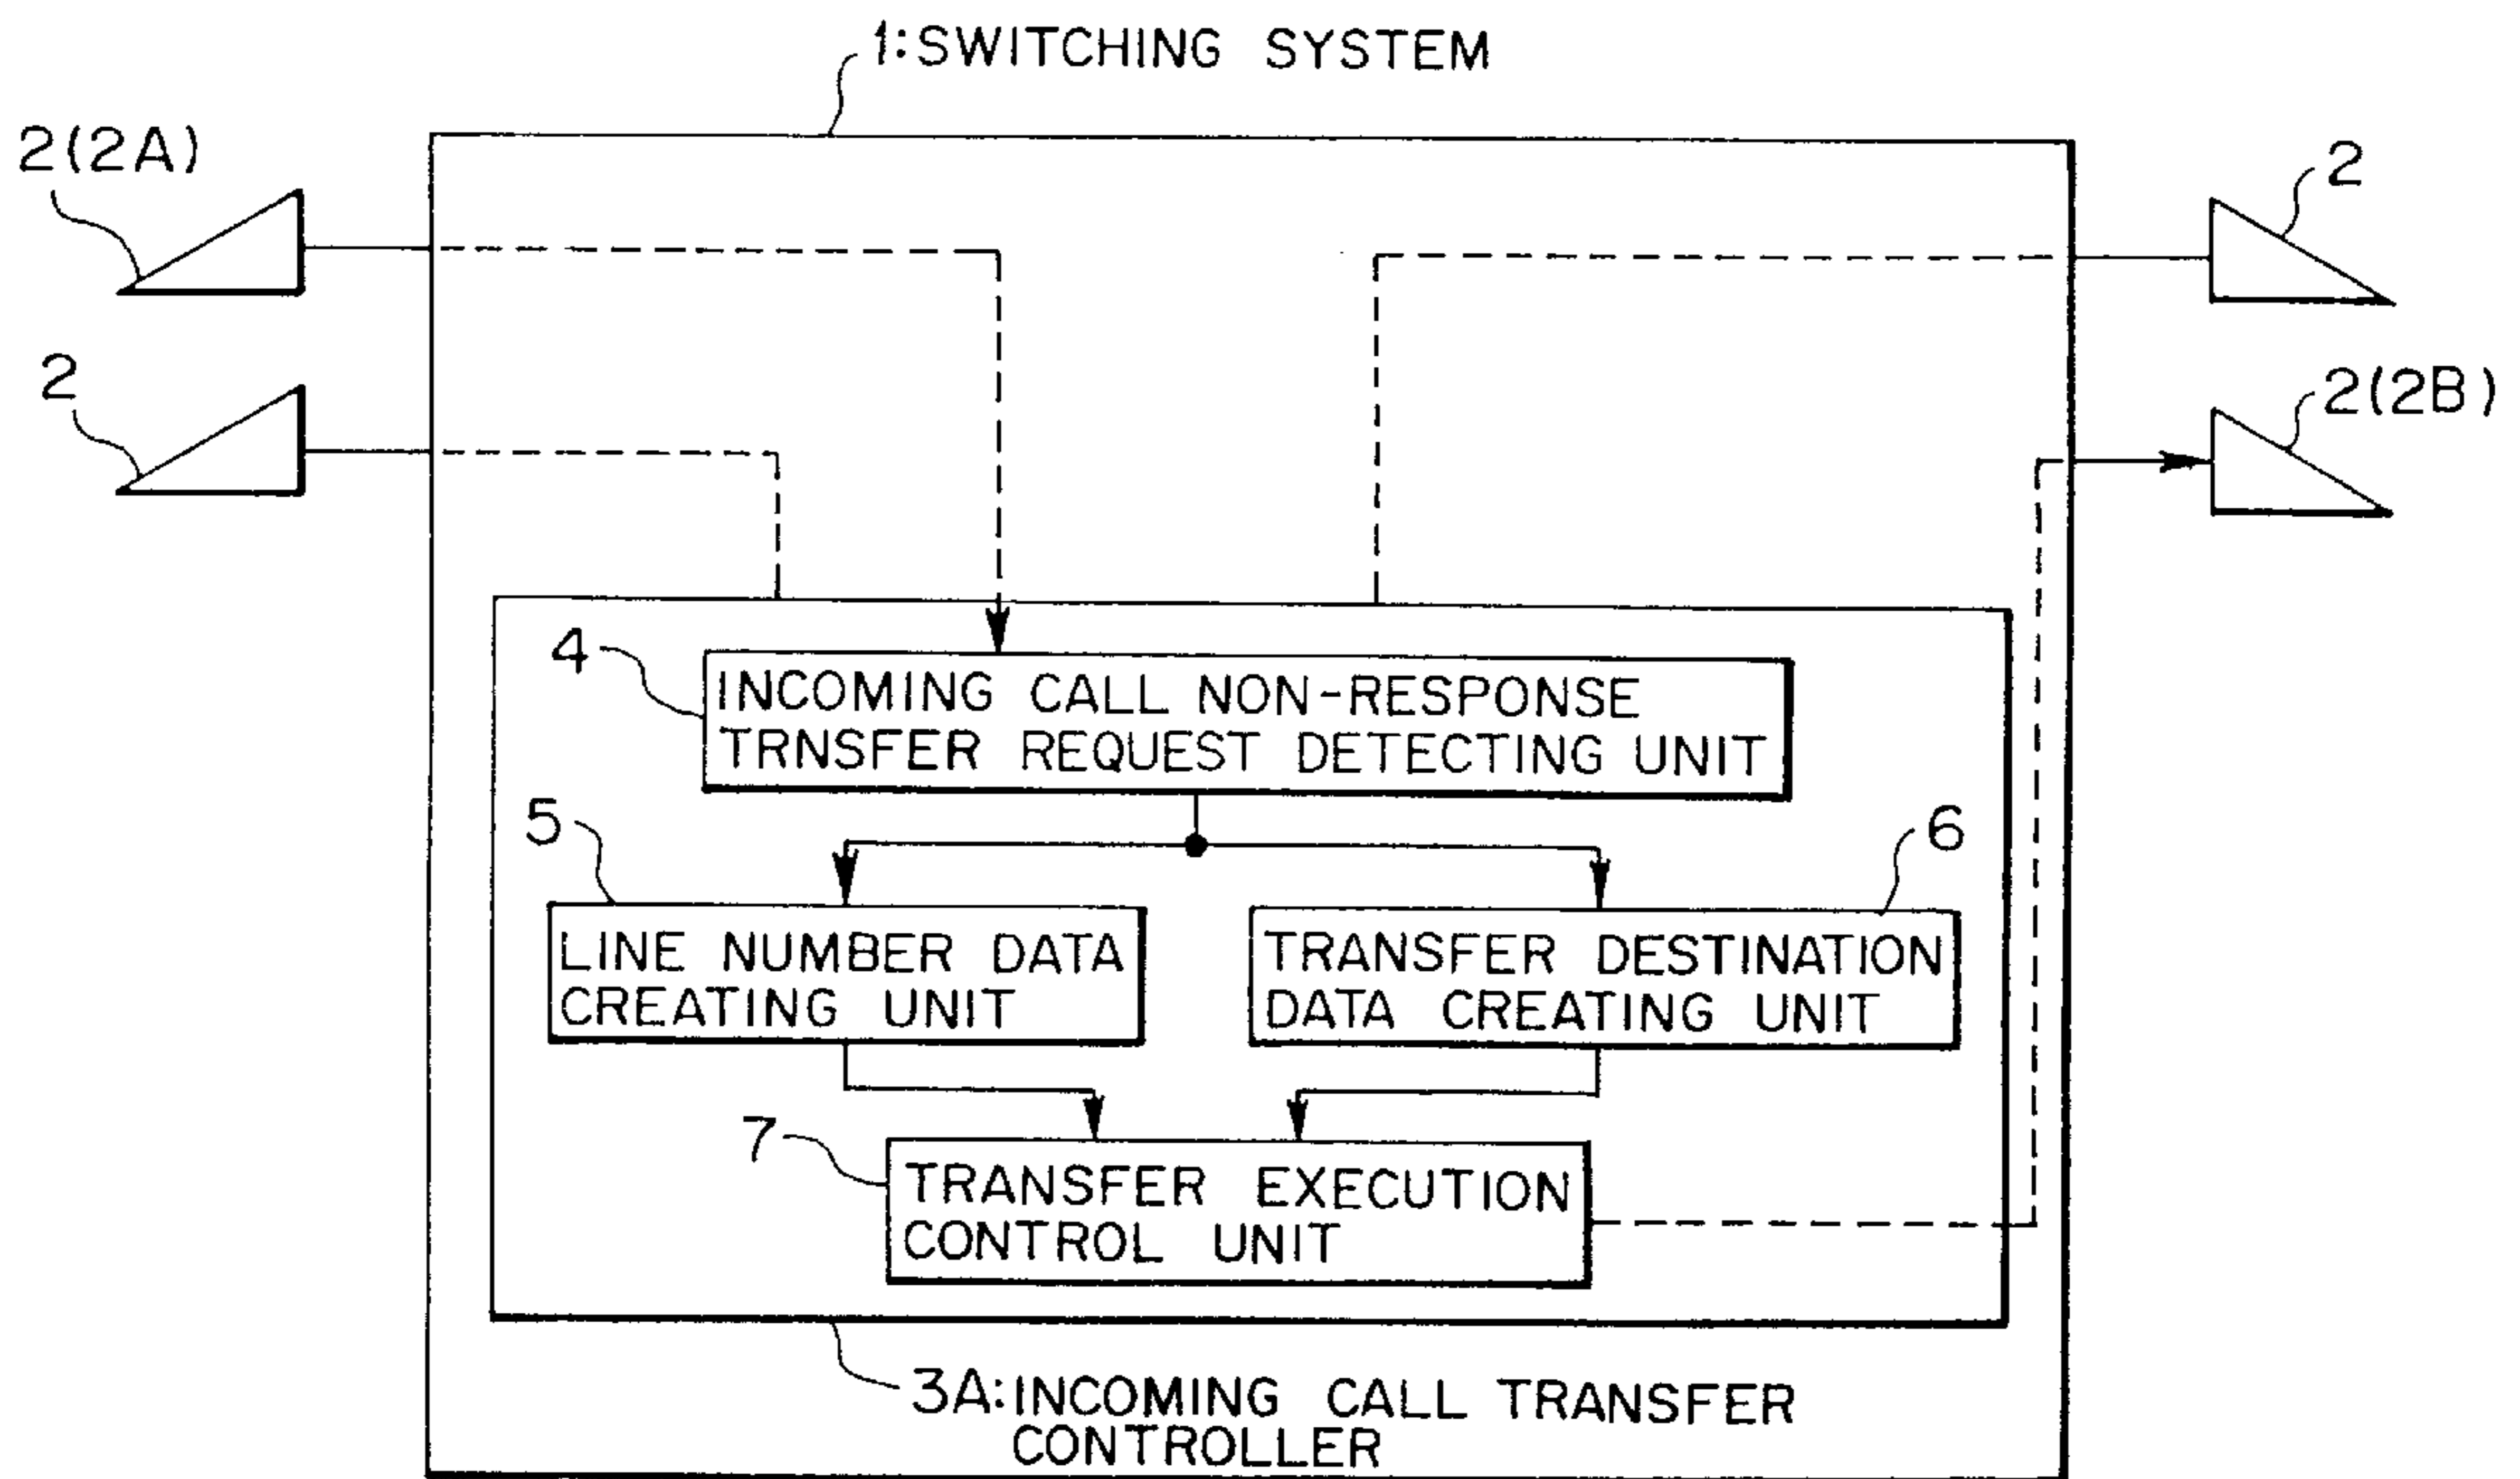 1:SWITCHING SYSTEM
2(2A)
2
2
2(2B)
4
INCOMING CALL NON-RESPONSE
TRNSFER REQUEST DETECTING UNIT
5
6
LINE NUMBER DATA
CREATING UNIT
TRANSFER DESTINATION
DATA CREATING UNIT
7
TRANSFER EXECUTION
CONTROL UNIT
3A:INCOMING CALL TRANSFER
CONTROLLER